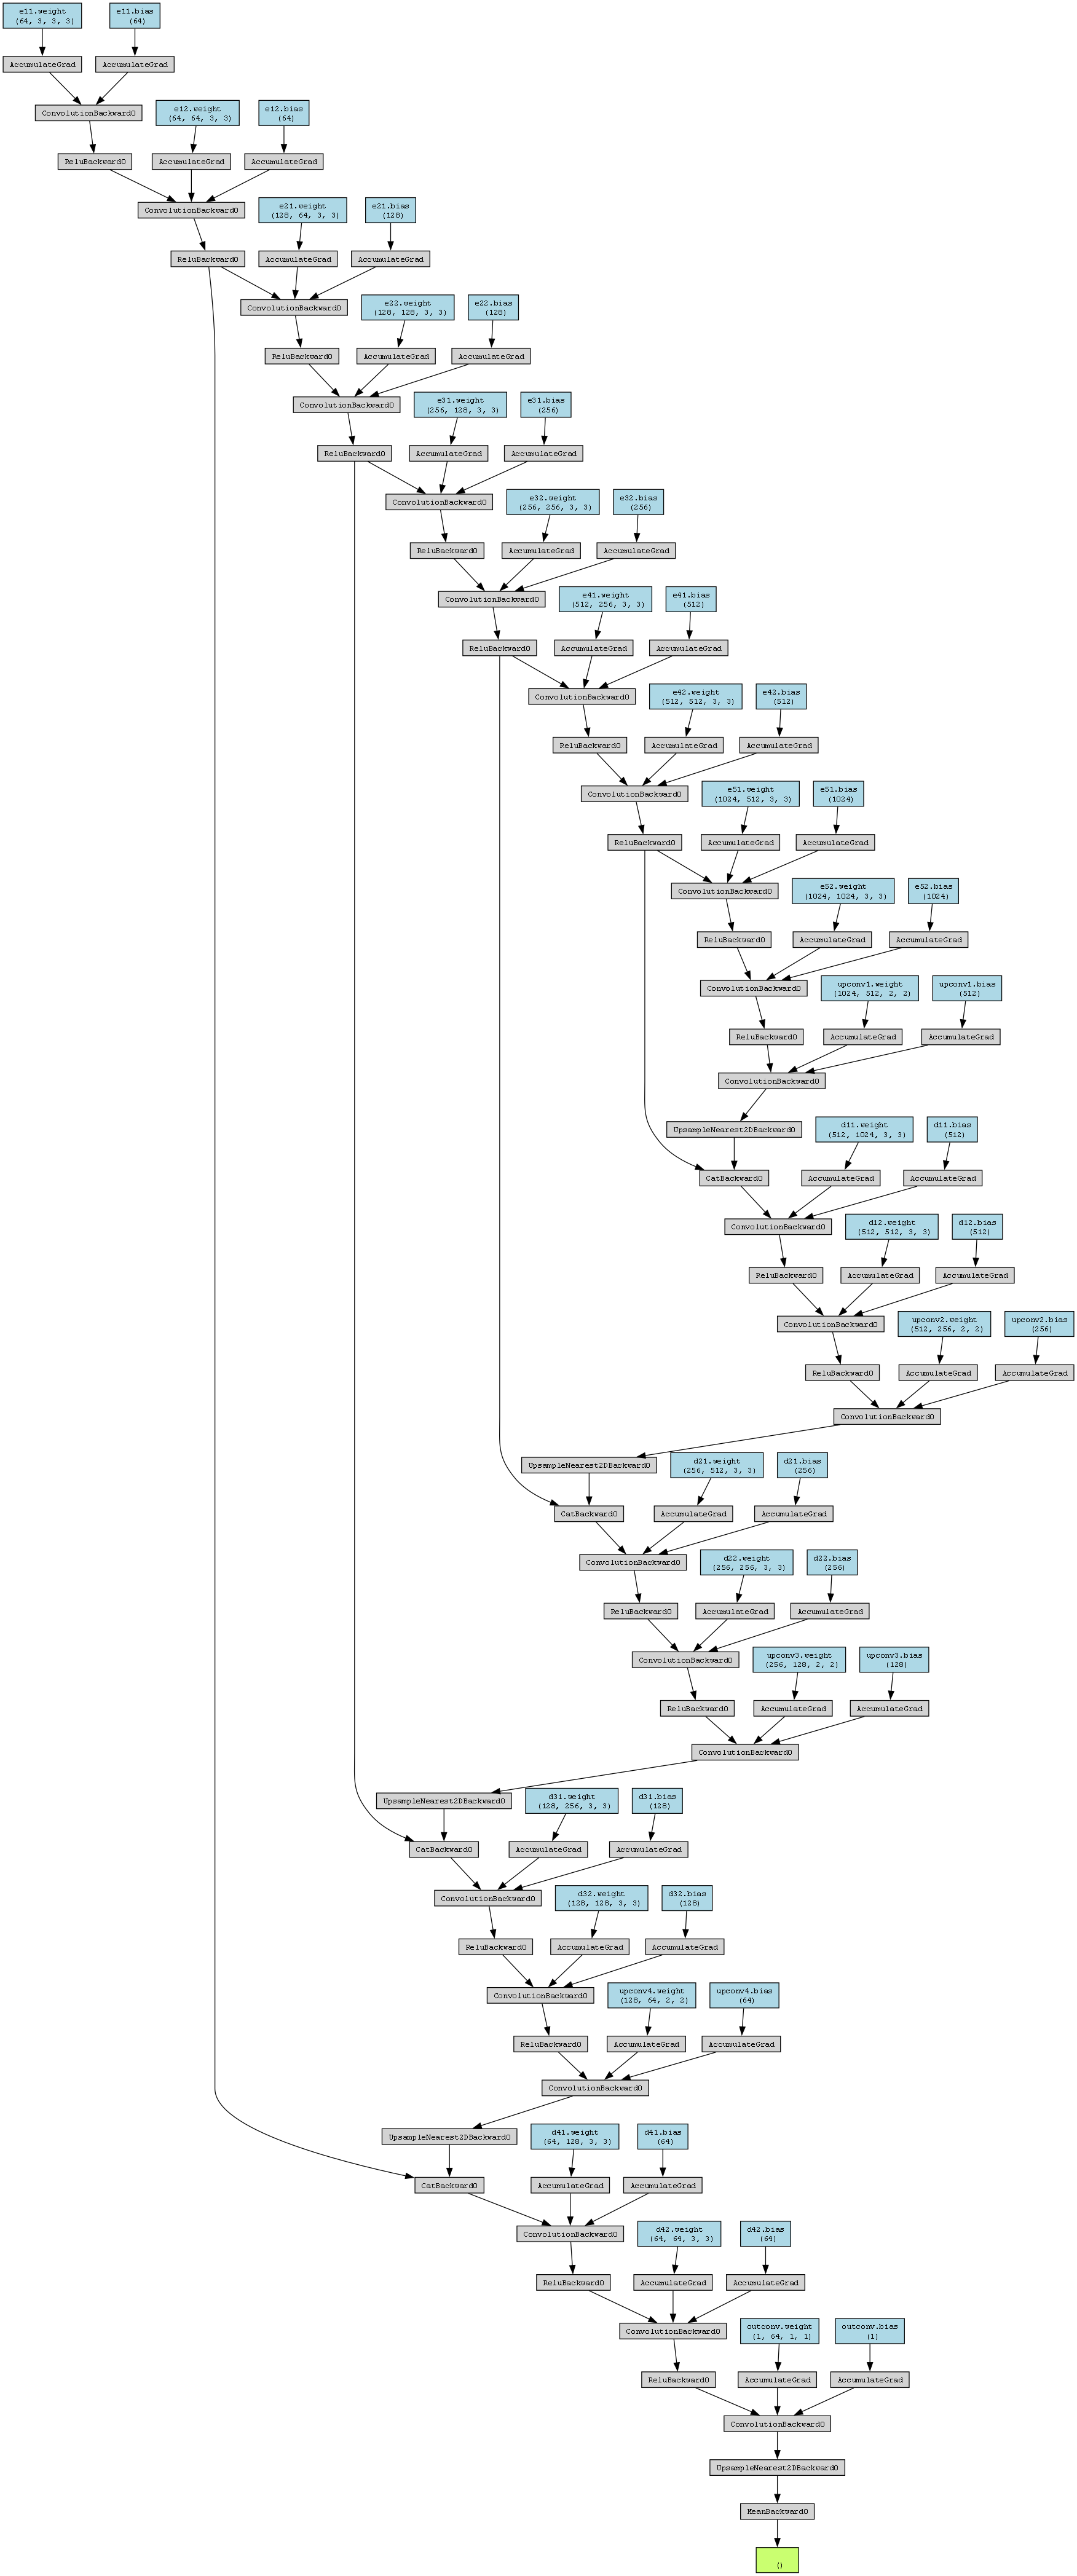 e11.weight
(64, 3, 3, 3)
e11.bias
(64)
AccumulateGrad
AccumulateGrad
ConvolutionBackward0
e12.weight
(64, 64, 3, 3)
e12.bias
(64)
ReluBackward0
AccumulateGrad
AccumulateGrad
ConvolutionBackward0
e21.weight
(128, 64, 3, 3)
e21.bias
(128)
ReluBackward0
AccumulateGrad
AccumulateGrad
ConvolutionBackward0
e22.weight
(128, 128, 3, 3)
e22.bias
(128)
ReluBackward0
AccumulateGrad
AccumulateGrad
ConvolutionBackward0
e31.weight
(256, 128, 3, 3)
e31.bias
(256)
ReluBackward0
AccumulateGrad
AccumulateGrad
ConvolutionBackward0
e32.weight
(256, 256, 3, 3)
e32.bias
(256)
ReluBackward0
AccumulateGrad
AccumulateGrad
ConvolutionBackward0
e41.weight
(512, 256, 3, 3)
e41.bias
(512)
ReluBackward0
AccumulateGrad
AccumulateGrad
ConvolutionBackward0
e42.weight
(512, 512, 3, 3)
e42.bias
(512)
ReluBackward0
AccumulateGrad
AccumulateGrad
ConvolutionBackward0
e51.weight
(1024, 512, 3, 3)
e51.bias
(1024)
ReluBackward0
AccumulateGrad
AccumulateGrad
ConvolutionBackward0
e52.weight
(1024, 1024, 3, 3)
e52.bias
(1024)
ReluBackward0
AccumulateGrad
AccumulateGrad
ConvolutionBackward0
upconv1.weight
(1024, 512, 2, 2)
upconv1.bias
(512)
ReluBackward0
AccumulateGrad
AccumulateGrad
ConvolutionBackward0
UpsampleNearest2DBackward0
d11.weight
(512, 1024, 3, 3)
d11.bias
(512)
CatBackward0
AccumulateGrad
AccumulateGrad
ConvolutionBackward0
d12.weight
(512, 512, 3, 3)
d12.bias
(512)
ReluBackward0
AccumulateGrad
AccumulateGrad
ConvolutionBackward0
upconv2.weight
(512, 256, 2, 2)
upconv2.bias
(256)
ReluBackward0
AccumulateGrad
AccumulateGrad
ConvolutionBackward0
UpsampleNearest2DBackward0
d21.weight
(256, 512, 3, 3)
d21.bias
(256)
CatBackward0
AccumulateGrad
AccumulateGrad
ConvolutionBackward0
d22.weight
(256, 256, 3, 3)
d22.bias
(256)
ReluBackward0
AccumulateGrad
AccumulateGrad
ConvolutionBackward0
upconv3.weight
(256, 128, 2, 2)
upconv3.bias
(128)
ReluBackward0
AccumulateGrad
AccumulateGrad
ConvolutionBackward0
UpsampleNearest2DBackward0
d31.weight
(128, 256, 3, 3)
d31.bias
(128)
CatBackward0
AccumulateGrad
AccumulateGrad
ConvolutionBackward0
d32.weight
(128, 128, 3, 3)
d32.bias
(128)
ReluBackward0
AccumulateGrad
AccumulateGrad
ConvolutionBackward0
upconv4.weight
(128, 64, 2, 2)
upconv4.bias
(64)
ReluBackward0
AccumulateGrad
AccumulateGrad
ConvolutionBackward0
UpsampleNearest2DBackward0
d41.weight
(64, 128, 3, 3)
d41.bias
(64)
CatBackward0
AccumulateGrad
AccumulateGrad
ConvolutionBackward0
d42.weight
(64, 64, 3, 3)
d42.bias
(64)
ReluBackward0
AccumulateGrad
AccumulateGrad
ConvolutionBackward0
outconv.weight
(1, 64, 1, 1)
outconv.bias
(1)
ReluBackward0
AccumulateGrad
AccumulateGrad
ConvolutionBackward0
UpsampleNearest2DBackward0
MeanBackward0
()